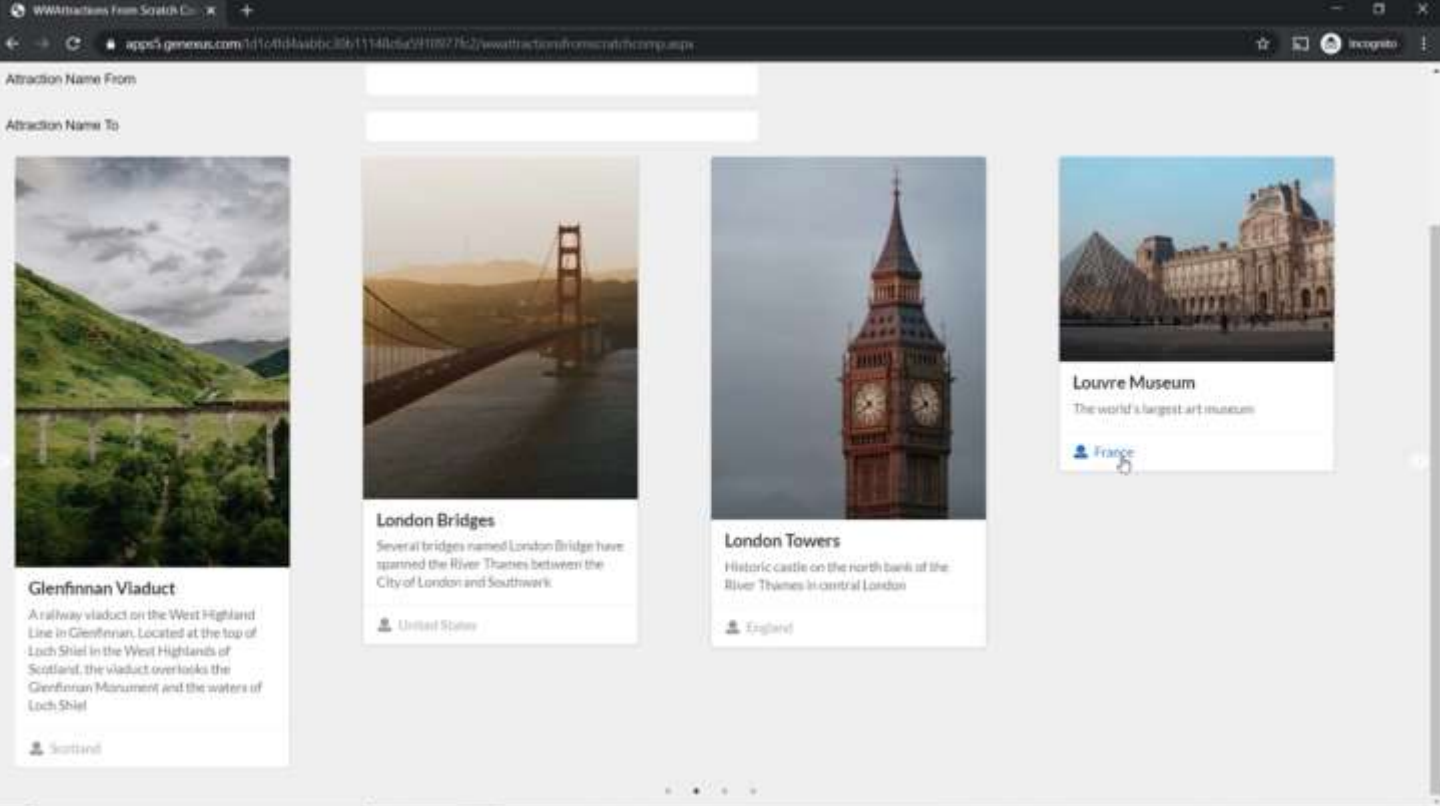 WWAttractions From Scratch Co
Incognito
Attraction Name From
Attraction Name To
Glenfinnan Viaduct
A railway viaduct on the West Highland
Line in Glenfinnan. Located at the top of
Loch Shiel in the West Highlands of
Scotland, the viaduct overlooks the
Glenfinnan Monument and the waters of
Loch Shiel
Scotland
London Bridges
Several bridges named London Bridge have
spanned the River Thames between the
City of London and Southwark
United States
London Towers
Historic castle on the north bank of the
River Thames in central London
England
Louvre Museum
The world's largest art museum
France